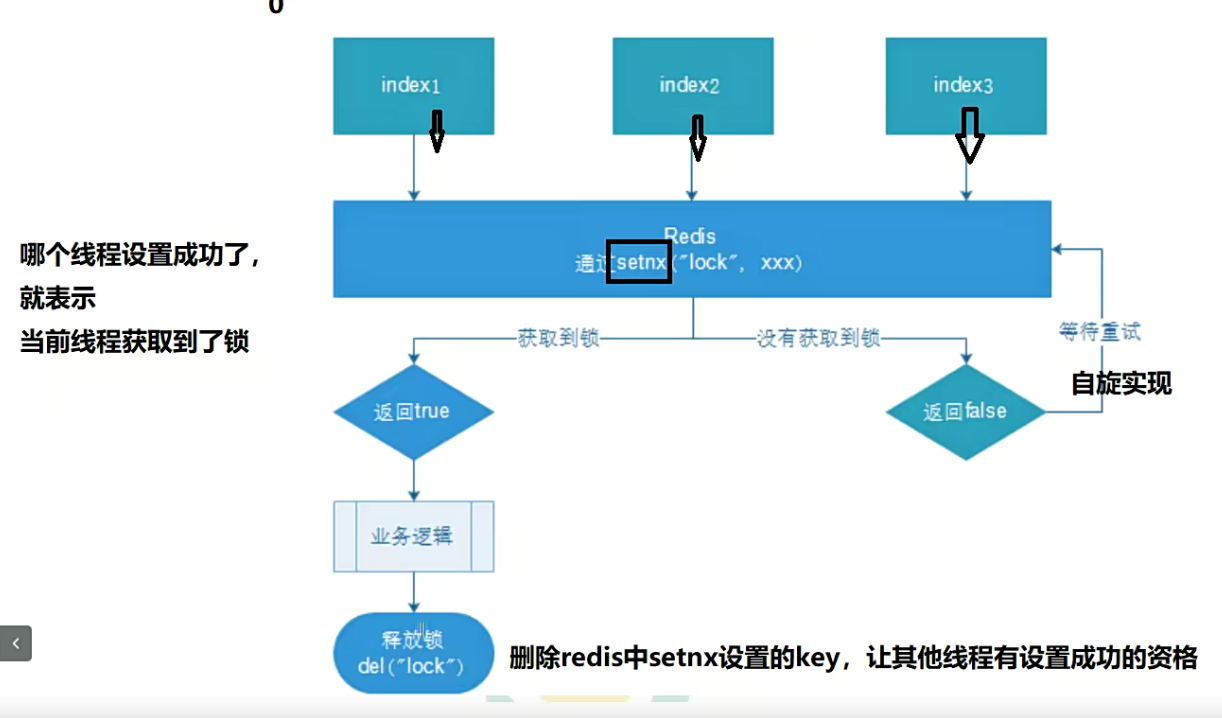 0
index1
index2
index3
哪个线程设置成功了，
就表示
当前线程获取到了锁
Redis
通过setnx("lock", xxx)
获取到锁
没有获取到锁
等待重试
自旋实现
返回true
返回false
业务逻辑
释放锁
del("lock")
删除redis中setnx设置的key，让其他线程有设置成功的资格